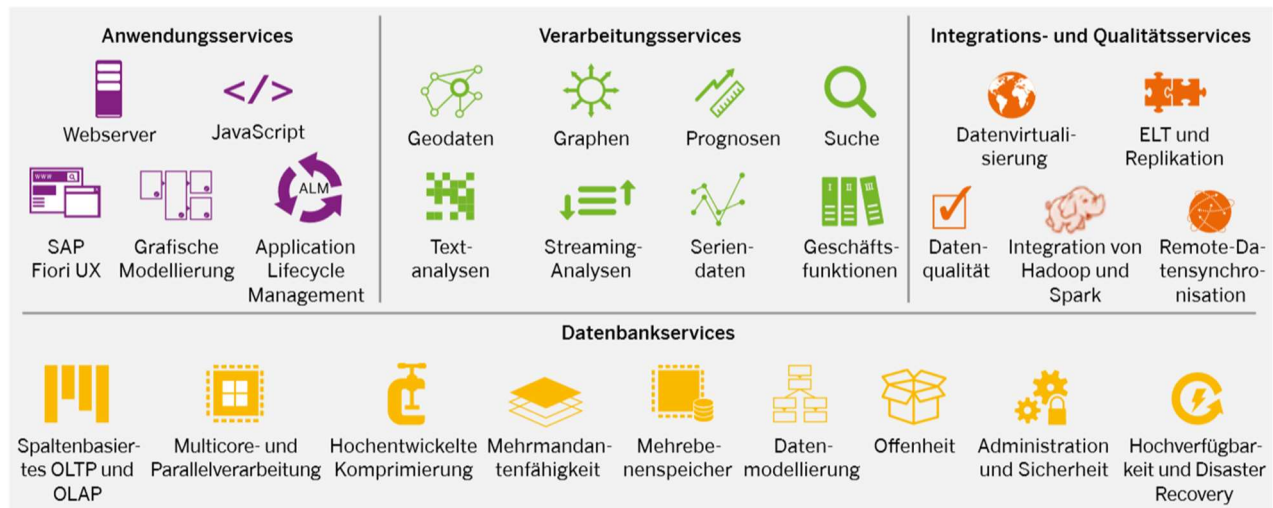 Anwendungsservices
Webserver
</>
JavaScript
www
SAP
Fiori UX
Grafische
Modellierung
ALM
Application
Lifecycle
Management
Verarbeitungsservices
Geodaten
Graphen
Prognosen
Suche
Text-
analysen
Streaming-
Analysen
Serien-
daten
I II III
Geschäfts-
funktionen
Integrations- und Qualitätsservices
Datenvirtuali-
sierung
ELT und
Replikation
Daten-
qualität
Integration von
Hadoop und
Spark
Remote-Da-
tensynchro-
nisation
Datenbankservices
Spaltenbasier-
tes OLTP und
OLAP
Multicore- und
Parallelverarbeitung
Hochentwickelte
Komprimierung
Mehrmandan-
tenfähigkeit
Mehrebe-
nenspeicher
Daten-
modellierung
Offenheit
Administration
und Sicherheit
Hochverfügbar-
keit und Disaster
Recovery